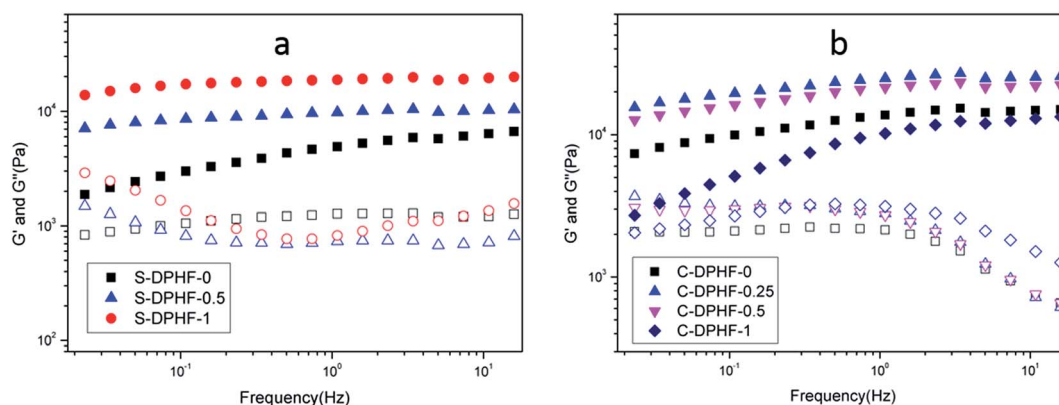 a
G' and G''(Pa)
10^4
10^3
10^2
S-DPHF-0
S-DPHF-0.5
S-DPHF-1
10^-1
10^0
10^1
Frequency(Hz)
b
G' and G''(Pa)
10^4
10^3
C-DPHF-0
C-DPHF-0.25
C-DPHF-0.5
C-DPHF-1
10^-1
10^0
10^1
Frequency(Hz)